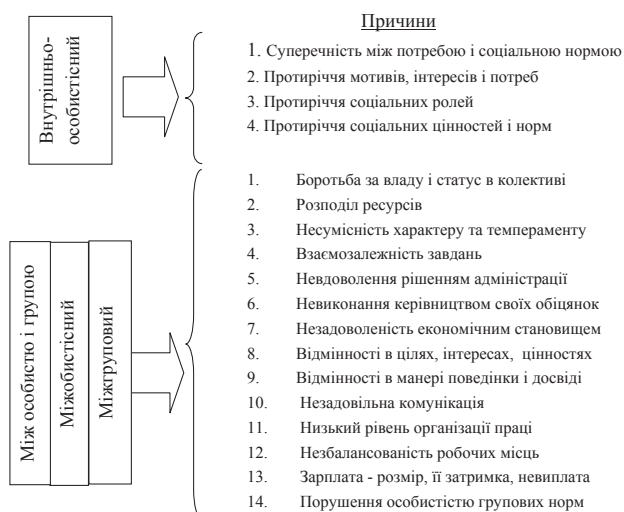 Причини
Внутрішньо-
особистісний
1. Суперечність між потребою і соціальною нормою
2. Протиріччя мотивів, інтересів і потреб
3. Протиріччя соціальних ролей
4. Протиріччя соціальних цінностей і норм
Між особистю і групою
Міжобистісний
Міжгруповий
1. Боротьба за владу і статус в колективі
2. Розподіл ресурсів
3. Несумісність характеру та темпераменту
4. Взаємозалежність завдань
5. Невдоволення рішенням адміністрації
6. Невиконання керівництвом своїх обіцянок
7. Незадоволеність економічним становищем
8. Відмінності в цілях, інтересах, цінностях
9. Відмінності в манері поведінки і досвіді
10. Незадовільна комунікація
11. Низький рівень організації праці
12. Незбалансованість робочих місць
13. Зарплата - розмір, її затримка, невиплата
14. Порушення особистістю групових норм